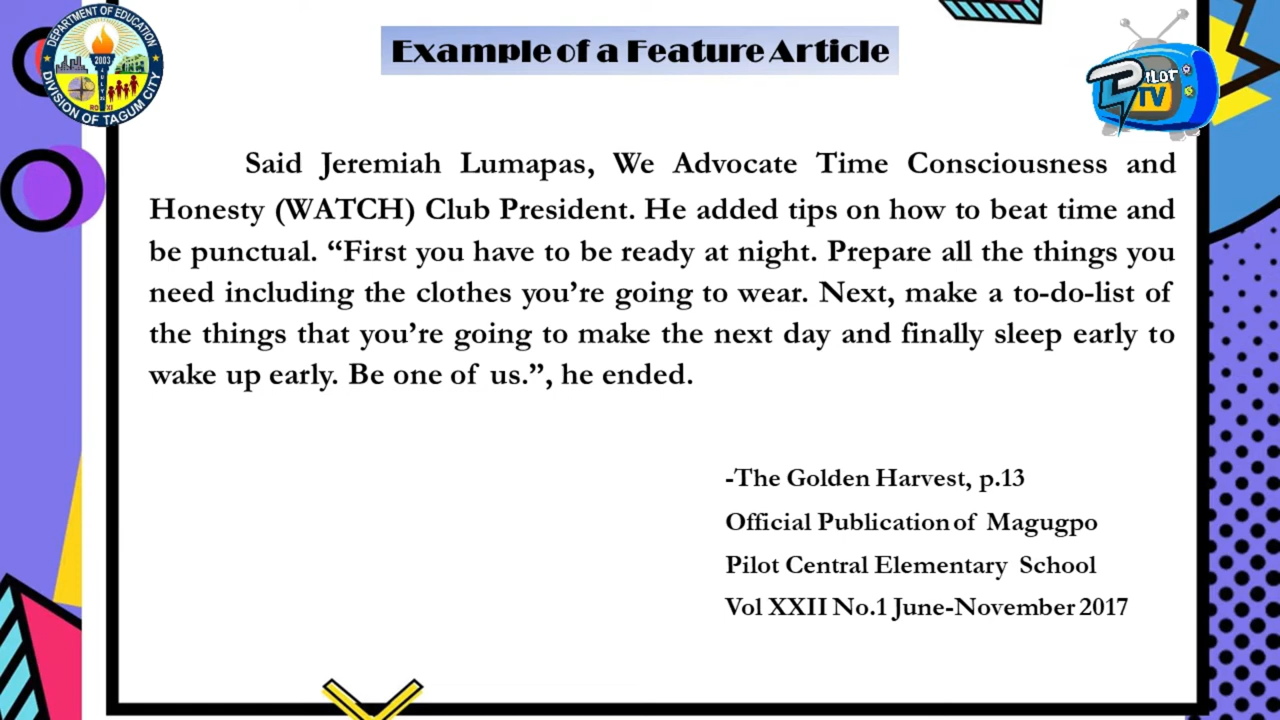 DEPARTMENT OF EDUCATION
2003
RO XI
DIVISION OF TAGUM CITY
Example of a Feature Article
PILOT
TV
Said Jeremiah Lumapas, We Advocate Time Consciousness and
Honesty (WATCH) Club President. He added tips on how to beat time and
be punctual. “First you have to be ready at night. Prepare all the things you
need including the clothes you’re going to wear. Next, make a to-do-list of
the things that you’re going to make the next day and finally sleep early to
wake up early. Be one of us.”, he ended.
-The Golden Harvest, p.13
Official Publication of Magugpo
Pilot Central Elementary School
Vol XXII No.1 June-November 2017